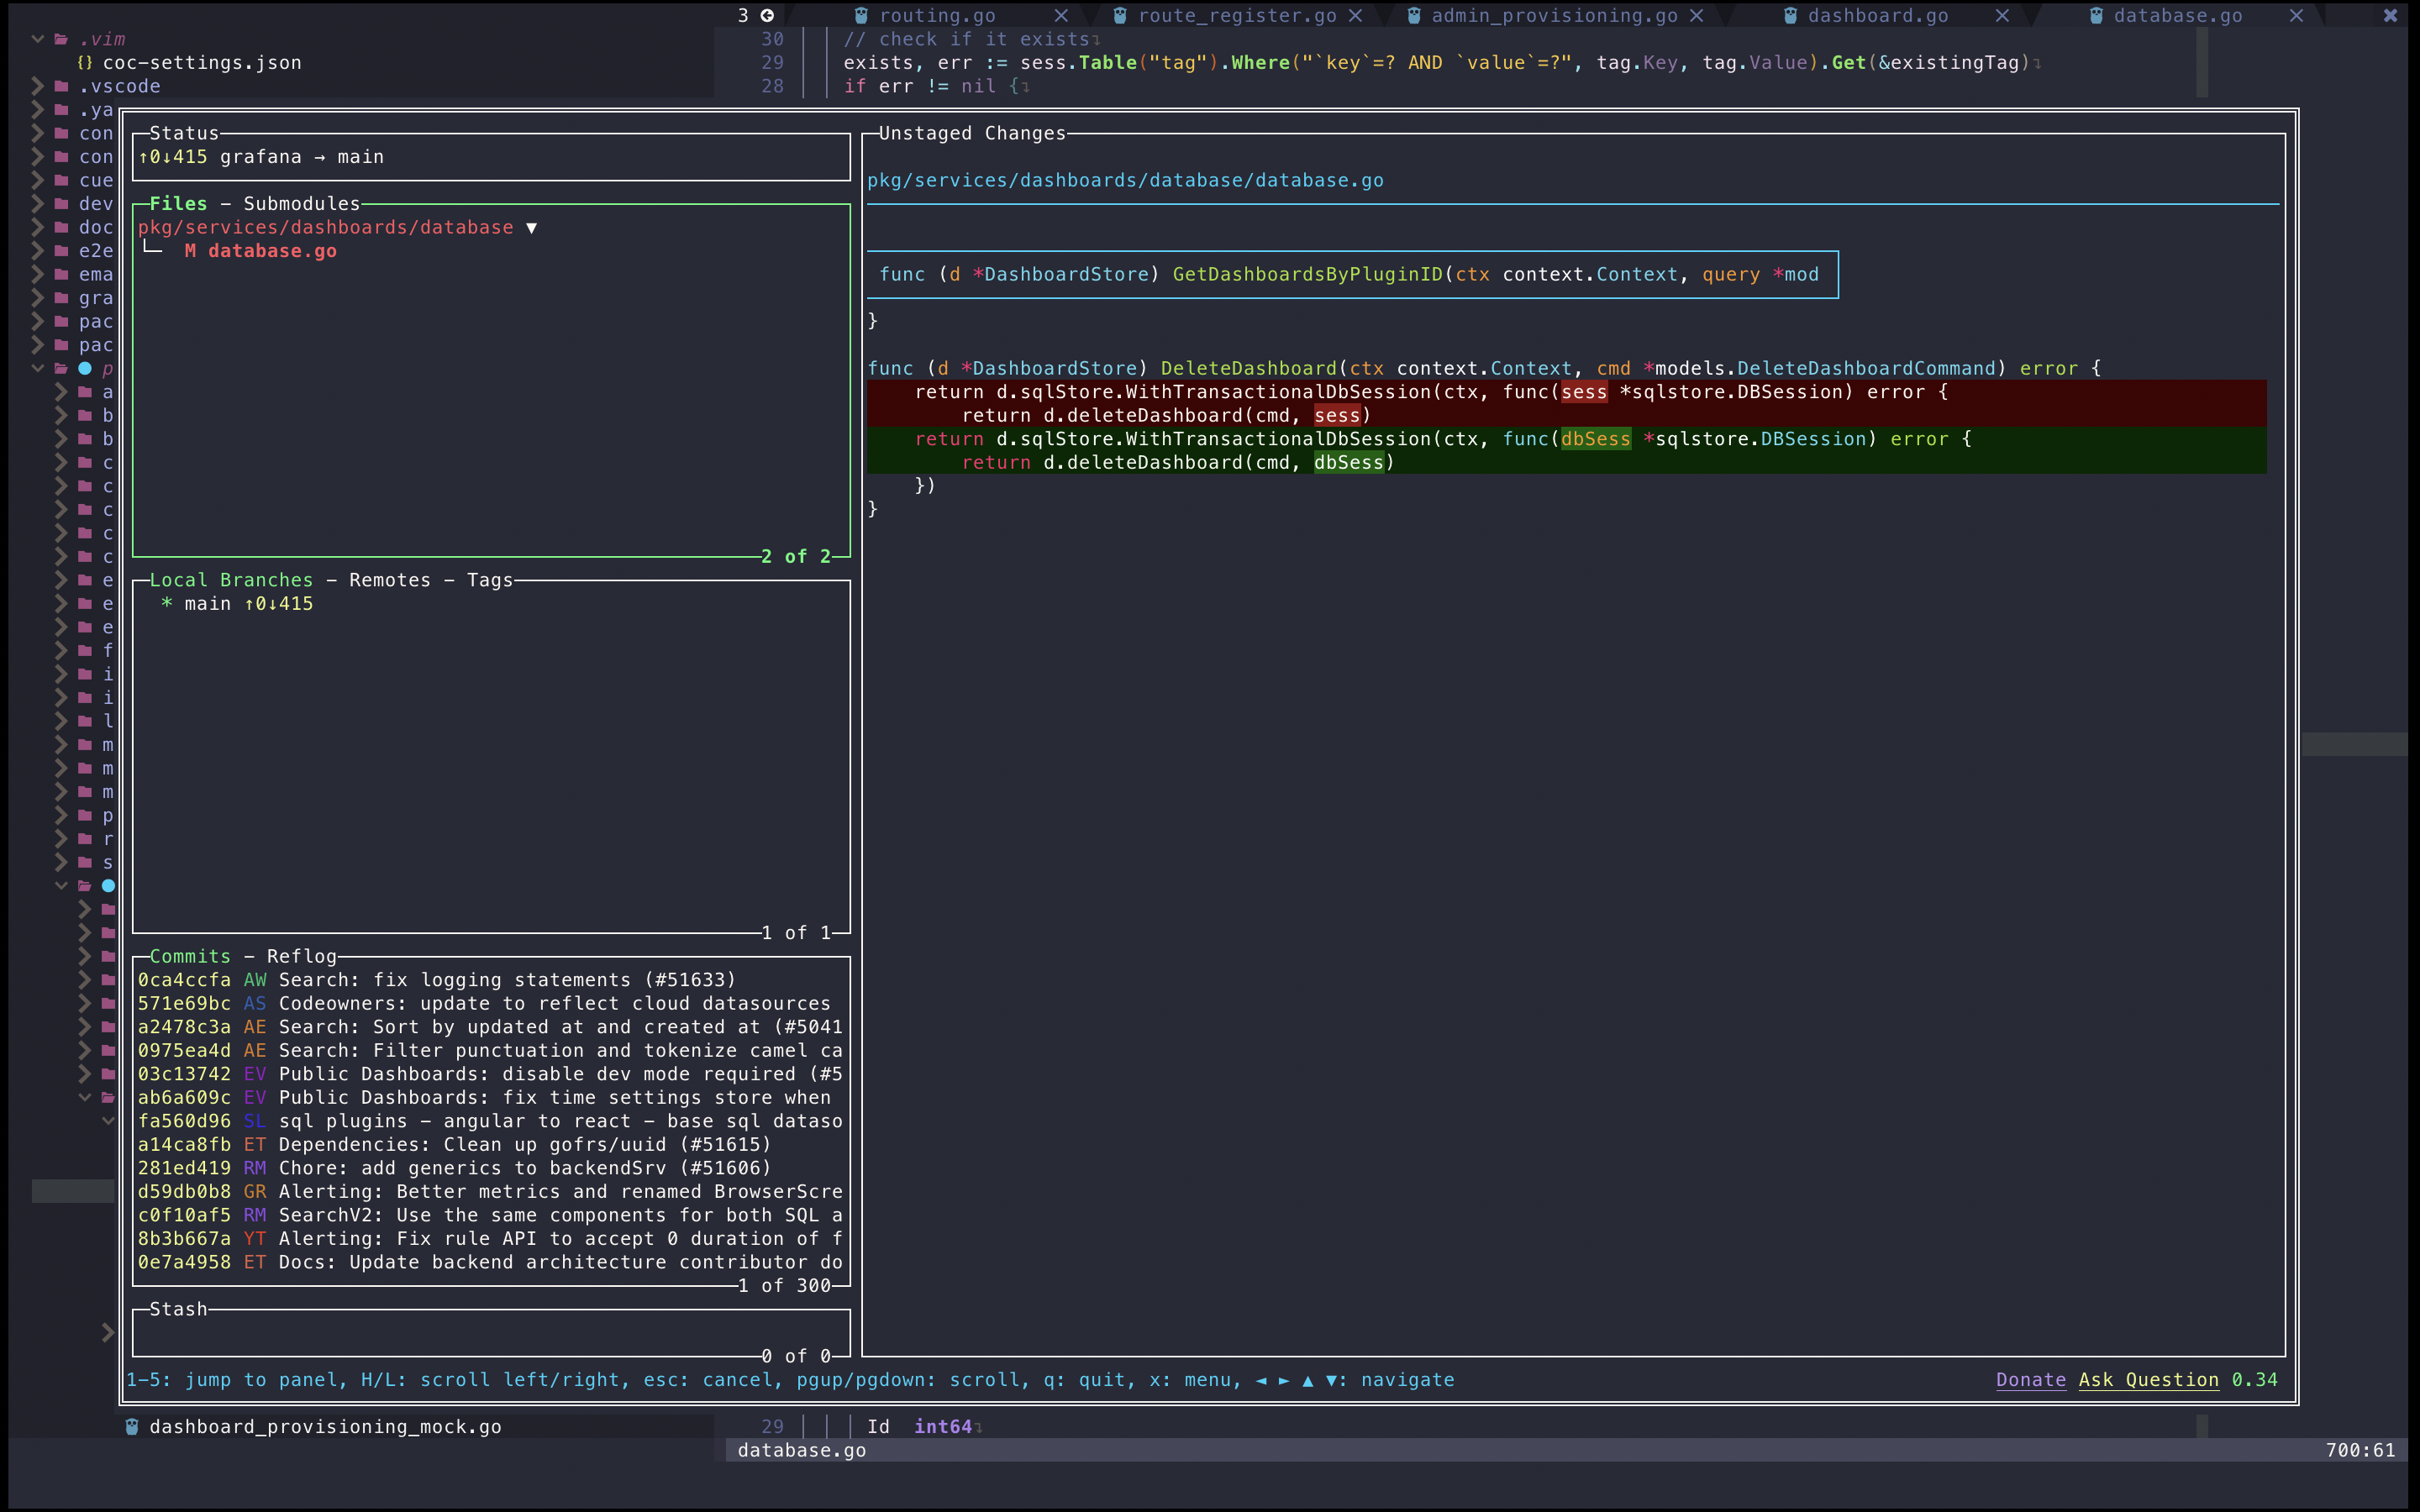 3 routing.go route_register.go admin_provisioning.go dashboard.go database.go
.vim
{} coc-settings.json
.vscode
.ya
con
con
cue
dev
doc
e2e
ema
gra
pac
pac
p
a
b
b
c
c
c
c
c
e
e
e
f
i
i
l
m
m
m
p
r
s
30 // check if it exists
29 exists, err := sess.Table("tag").Where("`key`=? AND `value`=?", tag.Key, tag.Value).Get(&existingTag)
28 if err != nil {
Status
↑0↓415 grafana → main
Files - Submodules
pkg/services/dashboards/database ▼
M database.go
2 of 2
Local Branches - Remotes - Tags
* main ↑0↓415
1 of 1
Commits - Reflog
0ca4ccfa AW Search: fix logging statements (#51633)
571e69bc AS Codeowners: update to reflect cloud datasources
a2478c3a AE Search: Sort by updated at and created at (#5041
0975ea4d AE Search: Filter punctuation and tokenize camel ca
03c13742 EV Public Dashboards: disable dev mode required (#5
ab6a609c EV Public Dashboards: fix time settings store when
fa560d96 SL sql plugins - angular to react - base sql dataso
a14ca8fb ET Dependencies: Clean up gofrs/uuid (#51615)
281ed419 RM Chore: add generics to backendSrv (#51606)
d59db0b8 GR Alerting: Better metrics and renamed BrowserScre
c0f10af5 RM SearchV2: Use the same components for both SQL a
8b3b667a YT Alerting: Fix rule API to accept 0 duration of f
0e7a4958 ET Docs: Update backend architecture contributor do
1 of 300
Stash
0 of 0
Unstaged Changes
pkg/services/dashboards/database/database.go
func (d *DashboardStore) GetDashboardsByPluginID(ctx context.Context, query *mod
}
func (d *DashboardStore) DeleteDashboard(ctx context.Context, cmd *models.DeleteDashboardCommand) error {
return d.sqlStore.WithTransactionalDbSession(ctx, func(sess *sqlstore.DBSession) error {
return d.deleteDashboard(cmd, sess)
return d.sqlStore.WithTransactionalDbSession(ctx, func(dbSess *sqlstore.DBSession) error {
return d.deleteDashboard(cmd, dbSess)
})
}
1-5: jump to panel, H/L: scroll left/right, esc: cancel, pgup/pgdown: scroll, q: quit, x: menu, ◄ ► ▲ ▼: navigate
Donate Ask Question 0.34
dashboard_provisioning_mock.go
29 Id int64
database.go 700:61